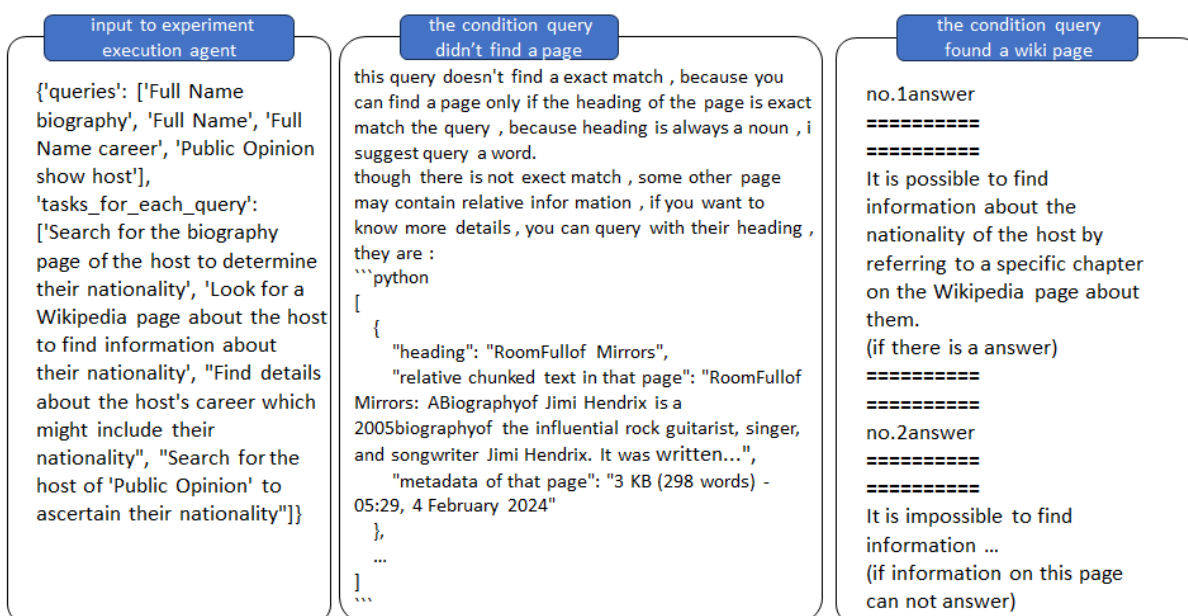 input to experiment
execution agent
{'queries': ['Full Name
biography', 'Full Name', 'Full
Name career', 'Public Opinion
show host'],
'tasks_for_each_query':
['Search for the biography
page of the host to determine
their nationality', 'Look for a
Wikipedia page about the host
to find information about
their nationality', "Find details
about the host's career which
might include their
nationality", "Search for the
host of 'Public Opinion' to
ascertain their nationality"]}
the condition query
didn't find a page
this query doesn't find a exact match , because you
can find a page only if the heading of the page is exact
match the query , because heading is always a noun , i
suggest query a word.
though there is not exect match , some other page
may contain relative infor mation , if you want to
know more details , you can query with their heading ,
they are :
```python
[
{
"heading": "RoomFullof Mirrors",
"relative chunked text in that page": "RoomFullof
Mirrors: ABiographyof Jimi Hendrix is a
2005biographyof the influential rock guitarist, singer,
and songwriter Jimi Hendrix. It was written...",
"metadata of that page": "3 KB (298 words) -
05:29, 4 February 2024"
},
...
]
```
the condition query
found a wiki page
no.1answer
==========
==========
It is possible to find
information about the
nationality of the host by
referring to a specific chapter
on the Wikipedia page about
them.
(if there is a answer)
==========
==========
no.2answer
==========
==========
It is impossible to find
information ...
(if information on this page
can not answer)